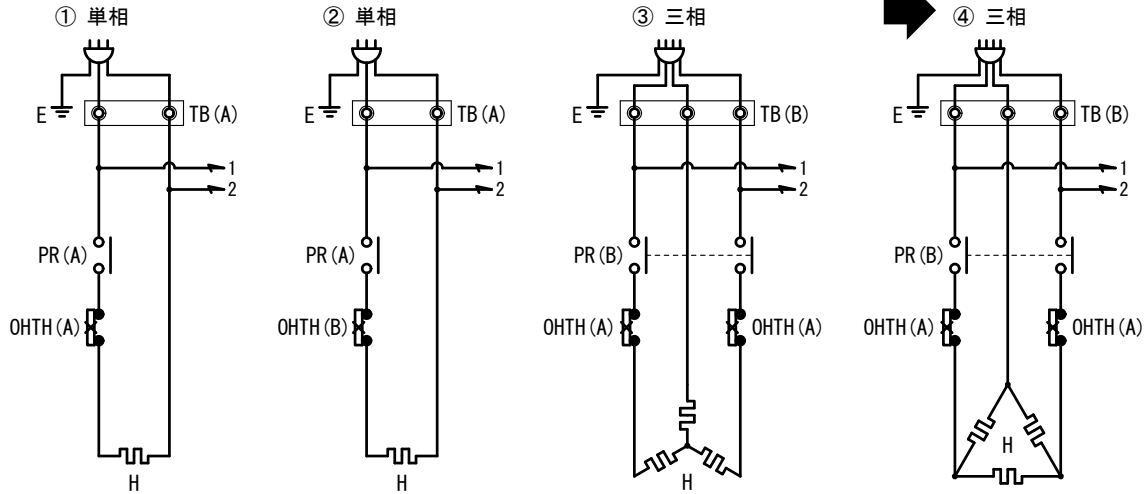 ① 単相
② 単相
③ 三相
④ 三相
E
TB(A)
E
TB(A)
E
TB(B)
E
TB(B)
1
2
1
2
1
2
1
2
PR(A)
PR(A)
PR(B)
PR(B)
OHTH(A)
OHTH(B)
OHTH(A)
OHTH(A)
OHTH(A)
OHTH(A)
H
H
H
H